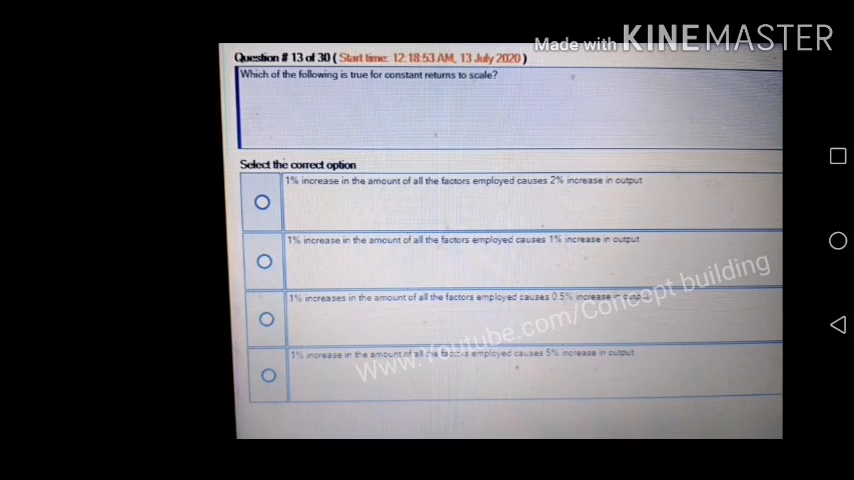 Made with KINEMASTER
Question # 13 of 30 ( Start time: 12:18:53 AM, 13 July 2020 )
Which of the following is true for constant returns to scale?
Select the correct option
1% increase in the amount of all the factors employed causes 2% increase in output
1% increase in the amount of all the factors employed causes 1% increase in output
1% increases in the amount of all the factors employed causes 0.5% increase in output
1% increase in the amount of all the factors employed causes 5% increase in output
www.Youtube.com/Concept building